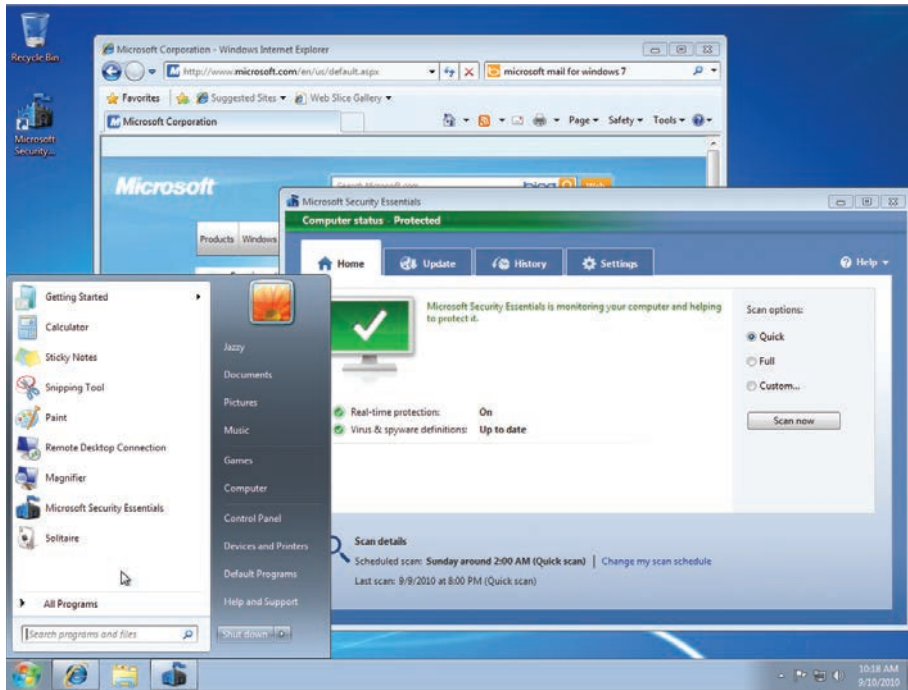 Recycle Bin
Microsoft
Security...
Microsoft Corporation - Windows Internet Explorer
http://www.microsoft.com/en/us/default.aspx
microsoft mail for windows 7
Favorites
Suggested Sites
Web Slice Gallery
Microsoft Corporation
Page
Safety
Tools
Microsoft
bing
Web
Products Windows
Microsoft Security Essentials
Computer status - Protected
Home
Update
History
Settings
Help
Microsoft Security Essentials is monitoring your computer and helping
to protect it.
Real-time protection: On
Virus & spyware definitions: Up to date
Scan options:
Quick
Full
Custom...
Scan now
Scan details
Scheduled scan: Sunday around 2:00 AM (Quick scan) | Change my scan schedule
Last scan: 9/9/2010 at 8:00 PM (Quick scan)
Getting Started
Calculator
Sticky Notes
Snipping Tool
Paint
Remote Desktop Connection
Magnifier
Microsoft Security Essentials
Solitaire
All Programs
Search programs and files
Jazzy
Documents
Pictures
Music
Games
Computer
Control Panel
Devices and Printers
Default Programs
Help and Support
Shut down
10:18 AM
9/10/2010